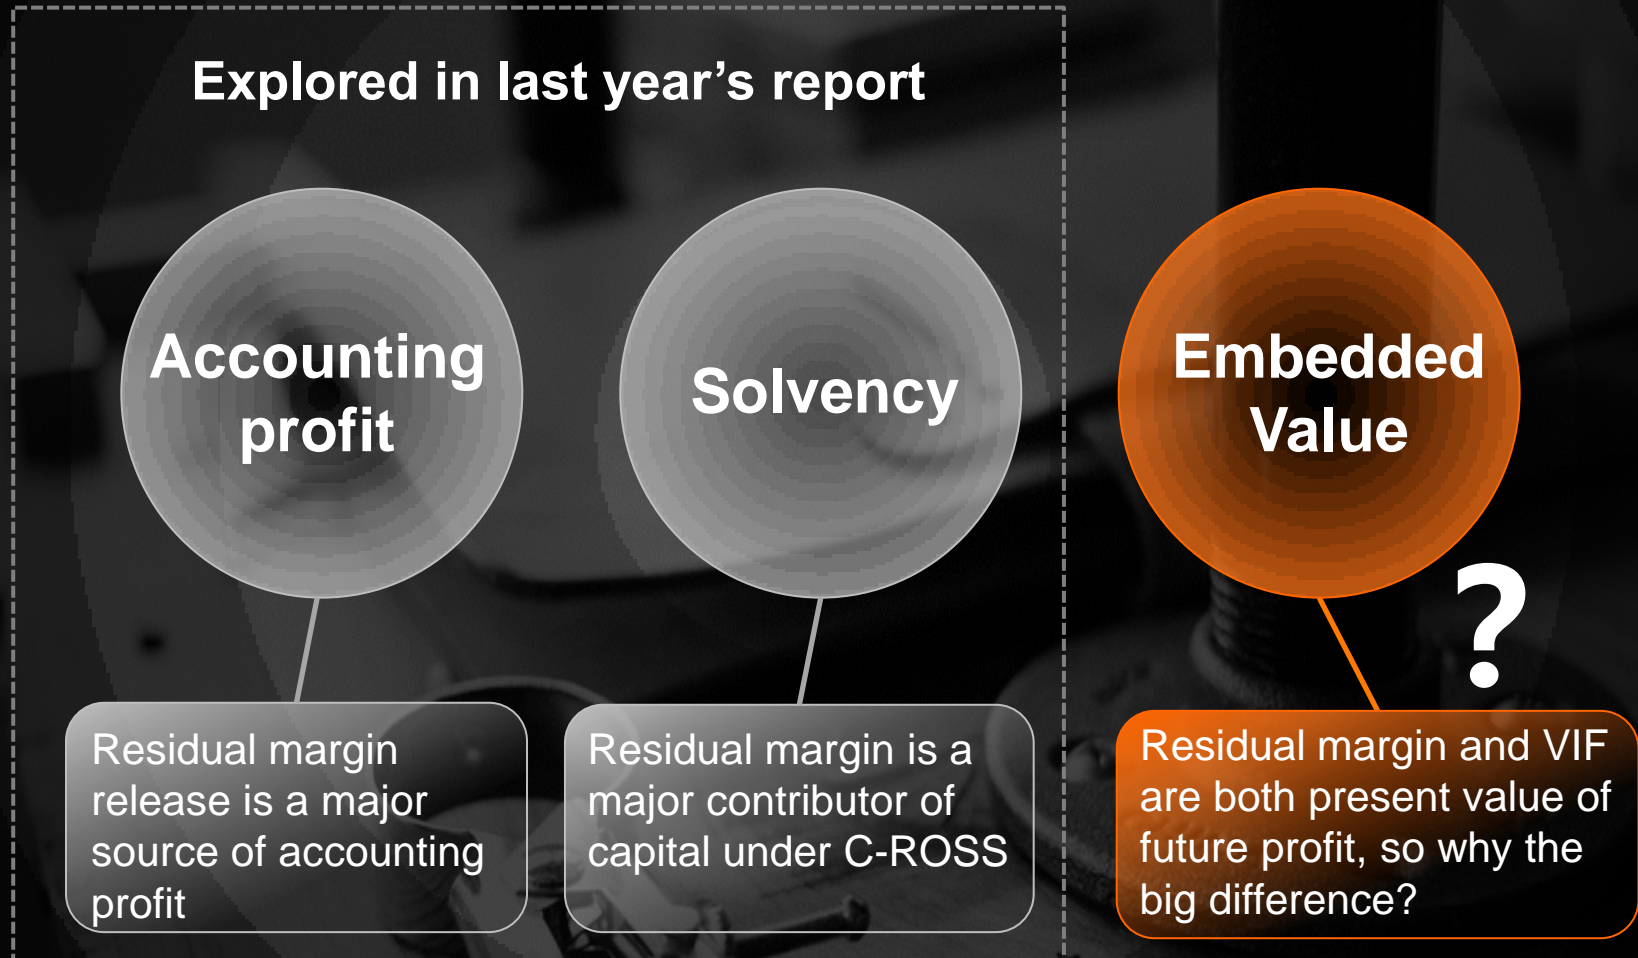 Explored in last year’s report
Accounting
profit
Solvency
Embedded
Value
?
Residual margin
release is a major
source of accounting
profit
Residual margin is a
major contributor of
capital under C-ROSS
Residual margin and VIF
are both present value of
future profit, so why the
big difference?